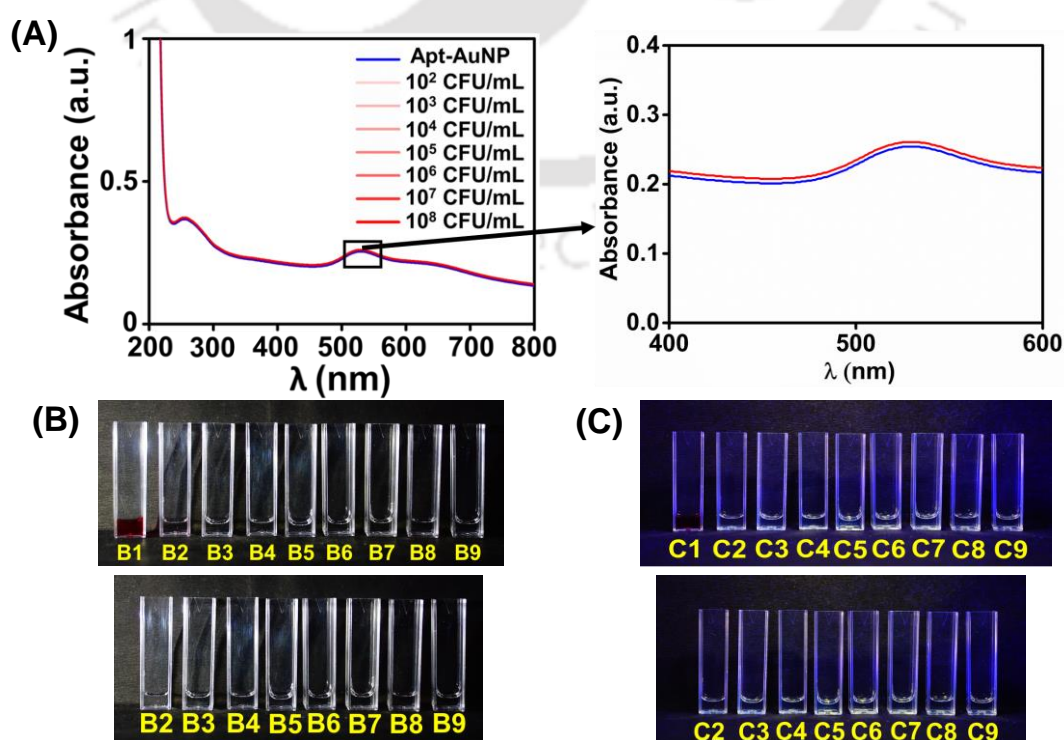 (A)
Absorbance (a.u.)
1
0.5
0
200 300 400 500 600 700 800
λ (nm)
Apt-AuNP
10² CFU/mL
10³ CFU/mL
10⁴ CFU/mL
10⁵ CFU/mL
10⁶ CFU/mL
10⁷ CFU/mL
10⁸ CFU/mL
Absorbance (a.u.)
0.4
0.3
0.2
0.1
0.0
400 500 600
λ (nm)
(B)
B1 B2 B3 B4 B5 B6 B7 B8 B9
B2 B3 B4 B5 B6 B7 B8 B9
(C)
C1 C2 C3 C4 C5 C6 C7 C8 C9
C2 C3 C4 C5 C6 C7 C8 C9